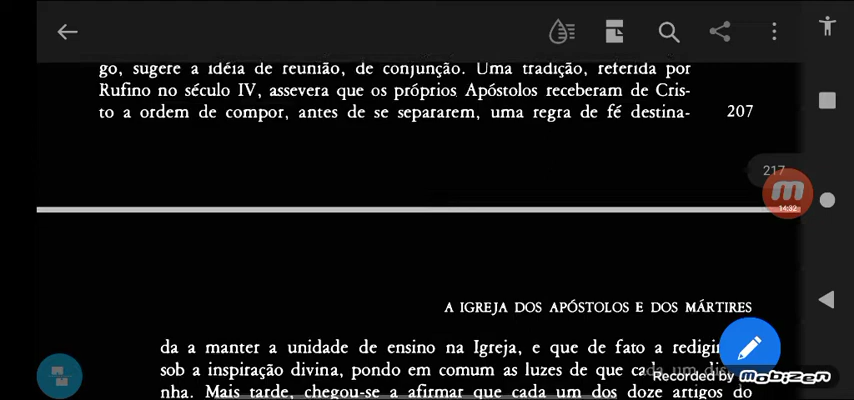 go, sugere a idéia de reunião, de conjunção. Uma tradição, referida por
Rufino no século IV, assevera que os próprios Apóstolos receberam de Cris-
to a ordem de compor, antes de se separarem, uma regra de fé destina-
207
217
14:32
A IGREJA DOS APÓSTOLOS E DOS MÁRTIRES
da a manter a unidade de ensino na Igreja, e que de fato a
sob a inspiração divina, pondo em comum as luzes de que cada um
nha. Mais tarde, chegou-se a afirmar que cada um dos doze artigos do
Recorded by mobizen